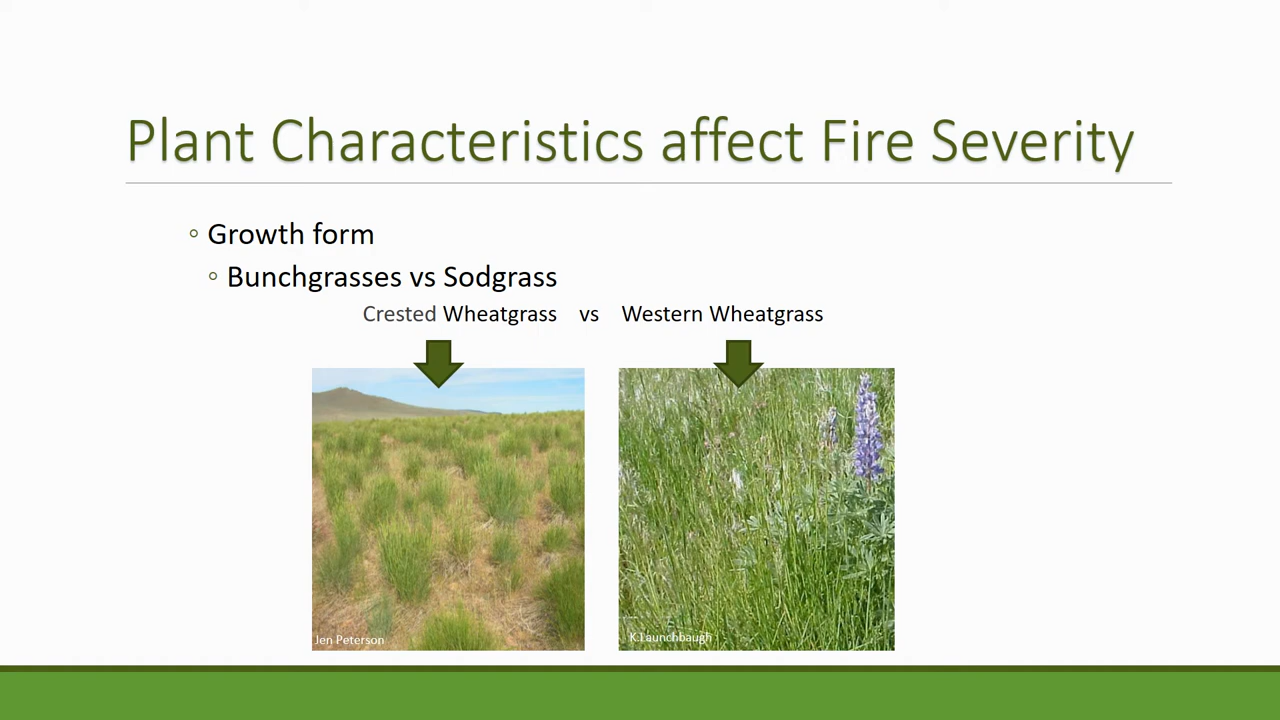 Plant Characteristics affect Fire Severity
Growth form
Bunchgrasses vs Sodgrass
Crested Wheatgrass vs Western Wheatgrass
Jen Peterson
K.Launchbaugh